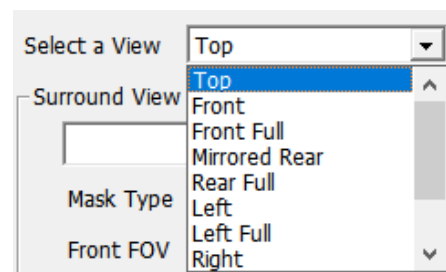 Select a View Top
Top
Surround View
Front
Front Full
Mirrored Rear
Rear Full
Mask Type
Left
Left Full
Front FOV
Right